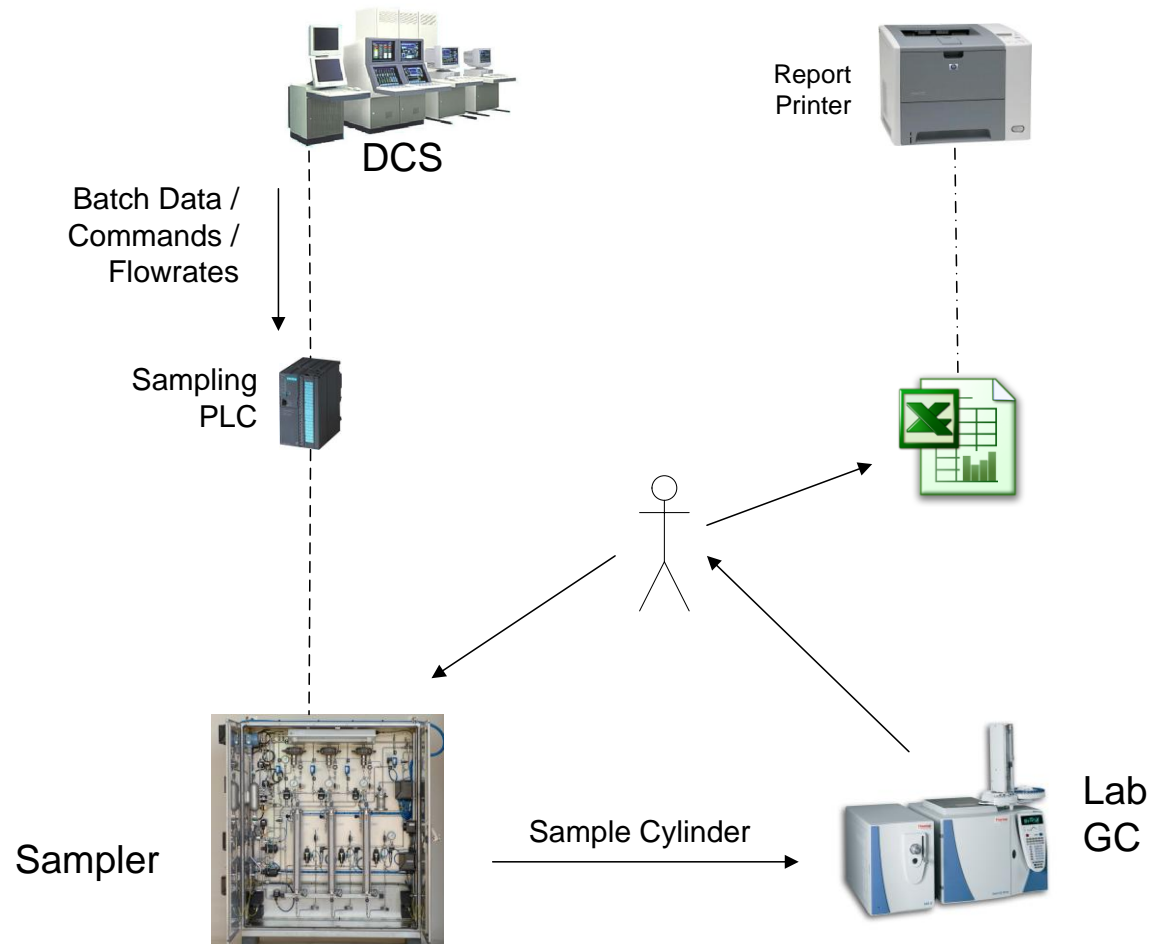 DCS
Report
Printer
Batch Data /
Commands /
Flowrates
Sampling
PLC
Sampler
Sample Cylinder
Lab
GC